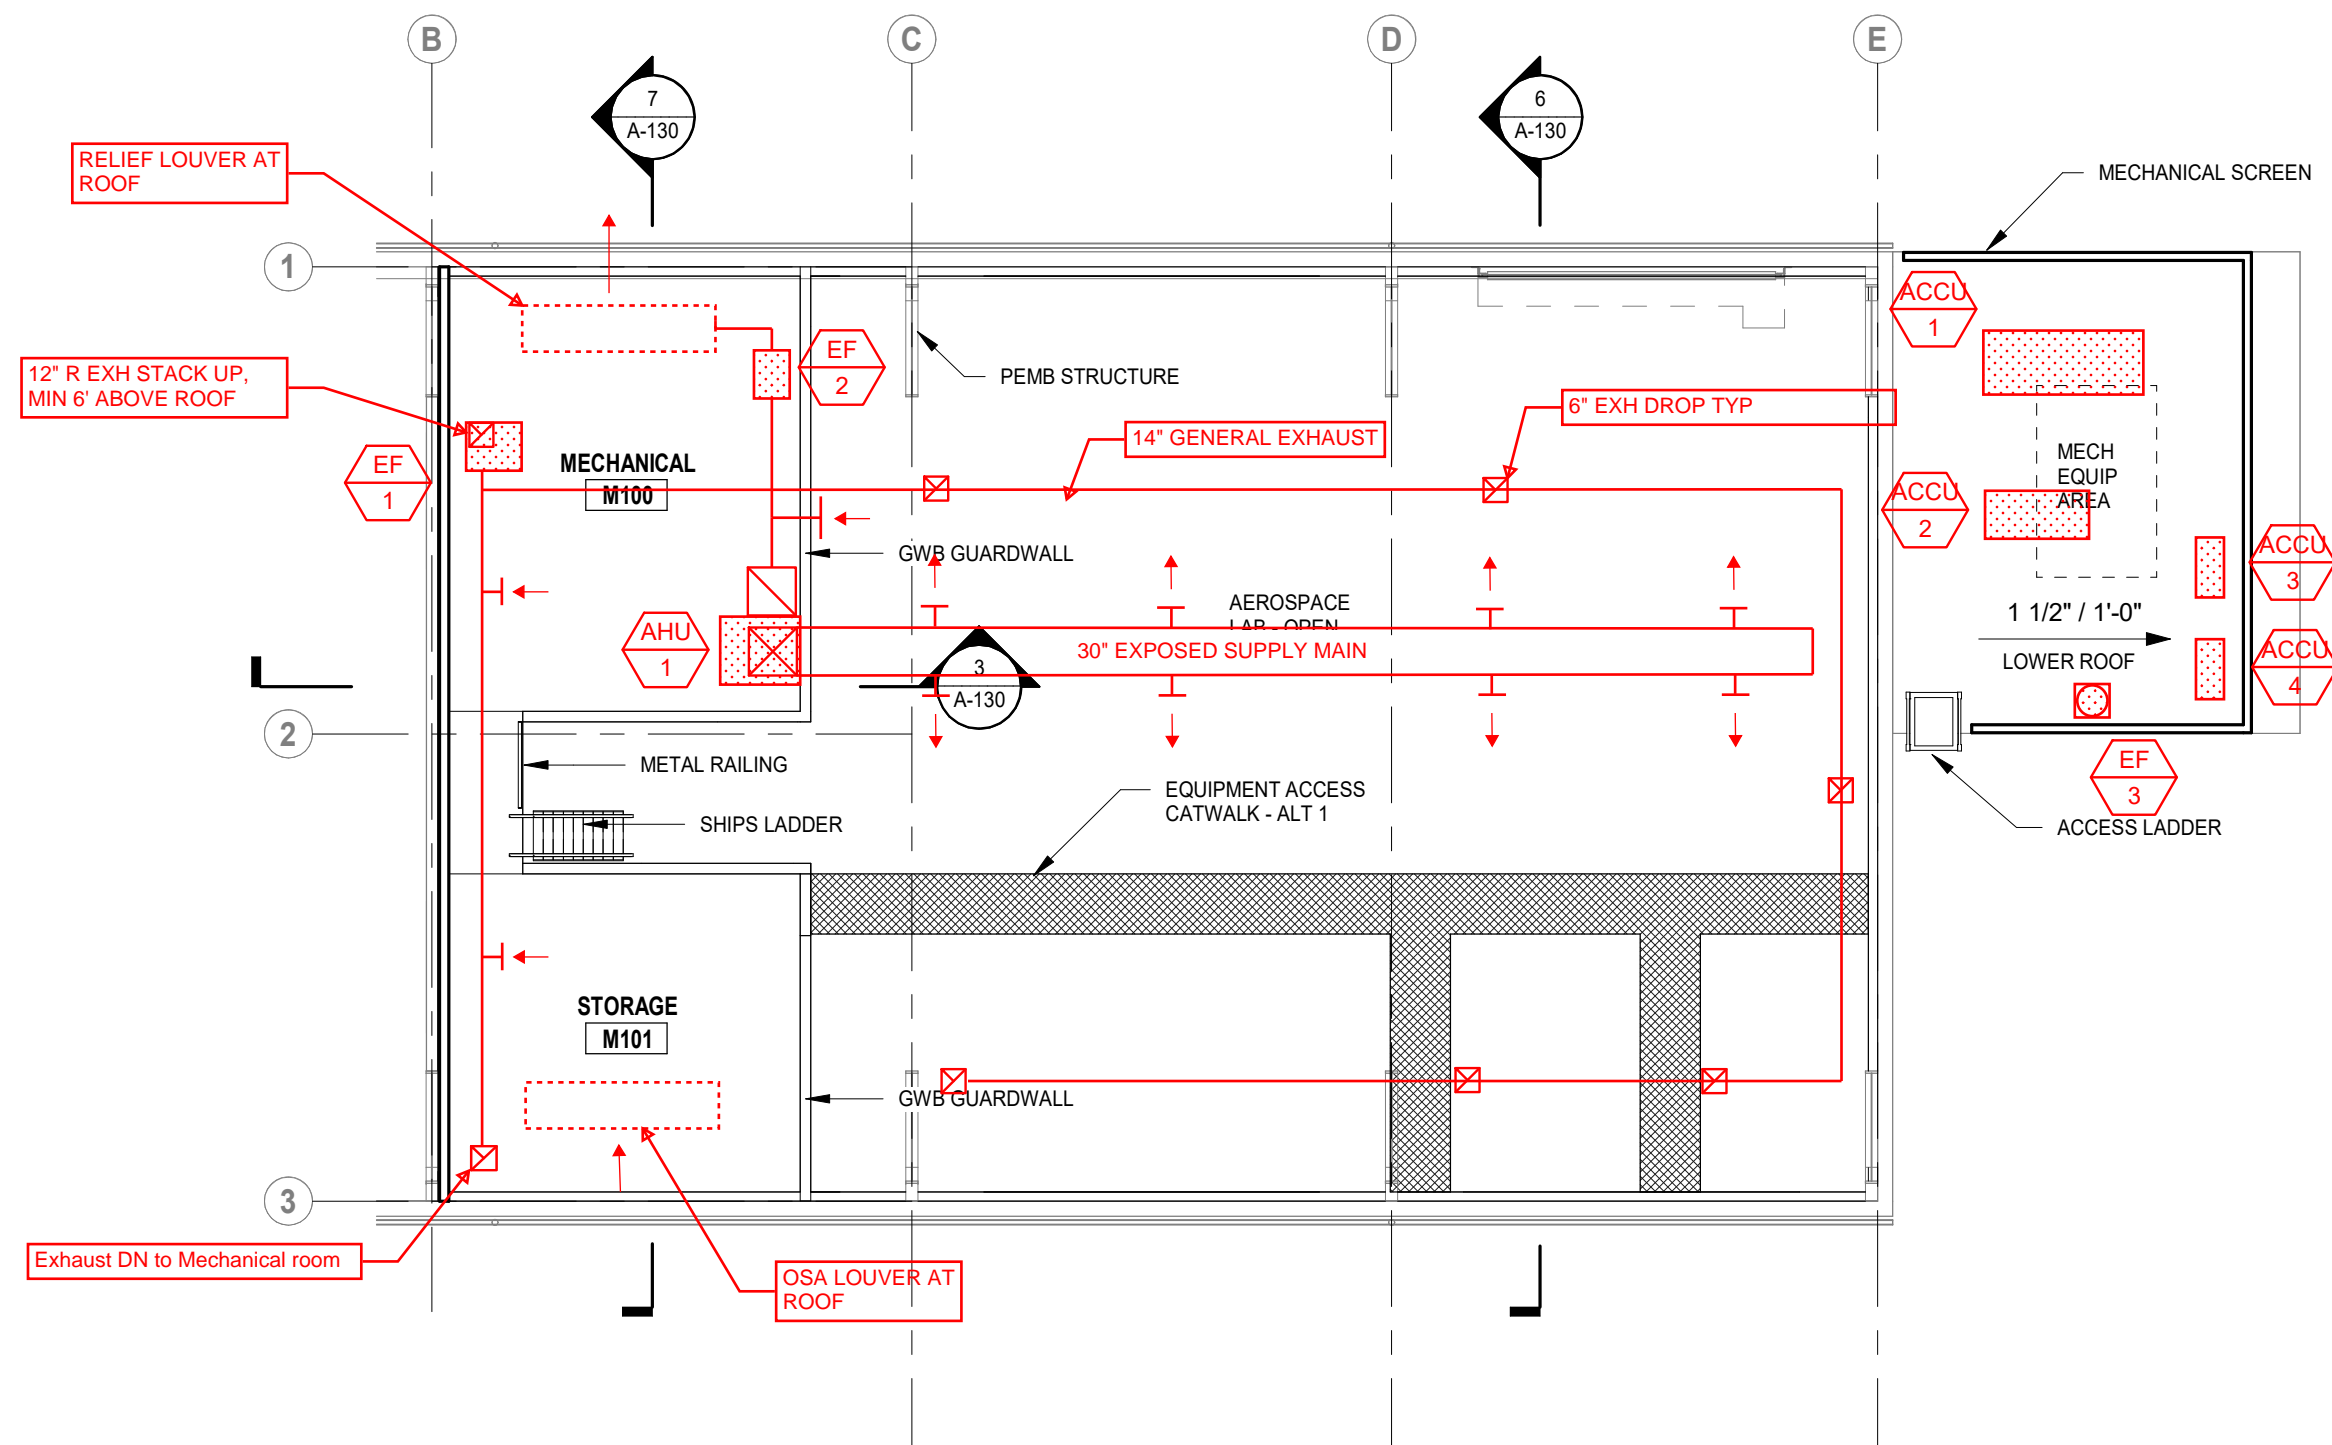 B
C
D
E
7
A-130
6
A-130
RELIEF LOUVER AT
ROOF
MECHANICAL SCREEN
1
ACCU
1
12" R EXH STACK UP,
MIN 6' ABOVE ROOF
EF
2
PEMB STRUCTURE
6" EXH DROP TYP
14" GENERAL EXHAUST
EF
1
MECHANICAL
M100
MECH
EQUIP
AREA
ACCU
2
GWB GUARDWALL
ACCU
3
AEROSPACE
LAB - OPEN
1 1/2" / 1'-0"
AHU
1
30" EXPOSED SUPPLY MAIN
LOWER ROOF
ACCU
4
3
A-130
2
METAL RAILING
EF
3
EQUIPMENT ACCESS
CATWALK - ALT 1
SHIPS LADDER
ACCESS LADDER
STORAGE
M101
GWB GUARDWALL
3
Exhaust DN to Mechanical room
OSA LOUVER AT
ROOF